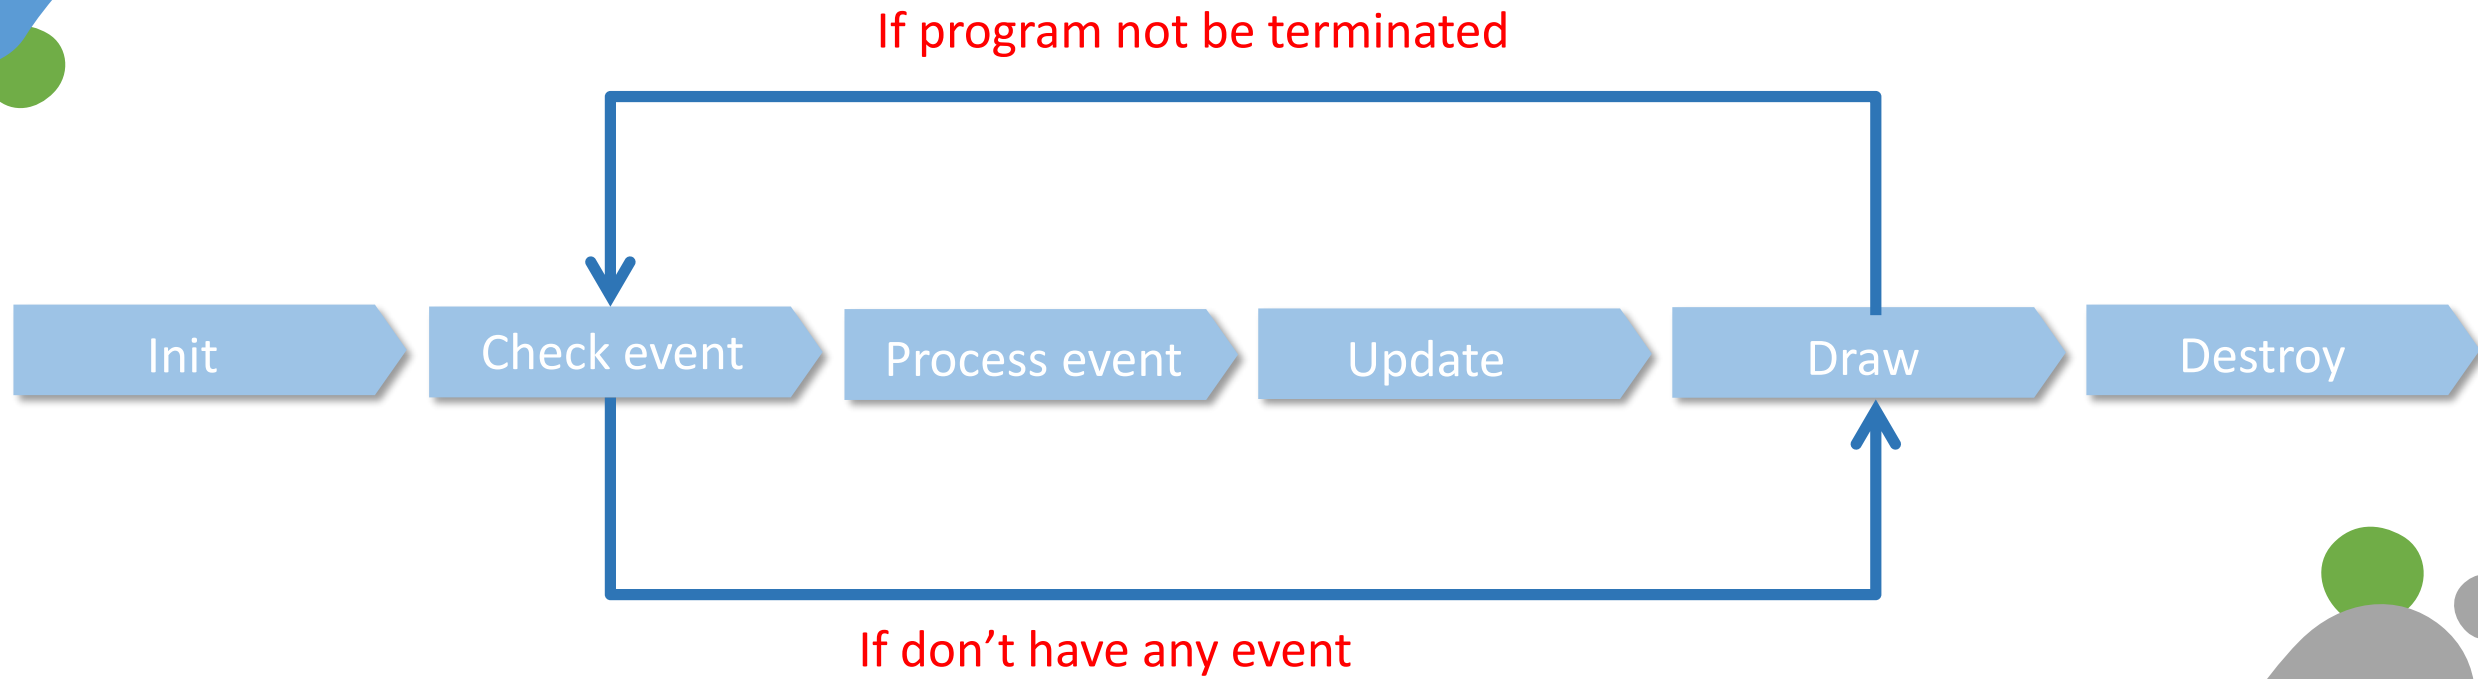 If program not be terminated
Init
Check event
Process event
Update
Draw
Destroy
If don’t have any event